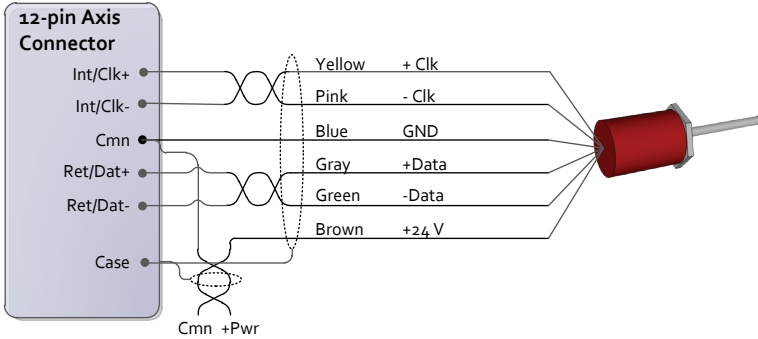 12-pin Axis
Connector
Int/Clk+ Yellow + Clk
Int/Clk- Pink - Clk
Cmn Blue GND
Ret/Dat+ Gray +Data
Ret/Dat- Green -Data
Brown +24 V
Case
Cmn +Pwr